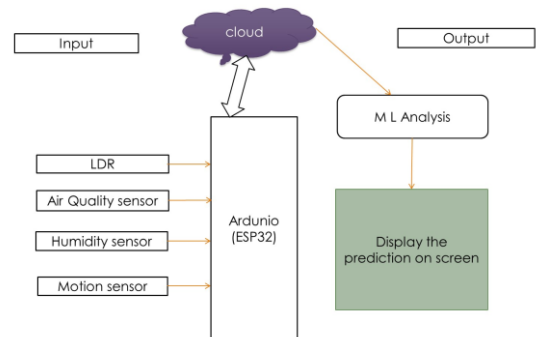 Input
cloud
Output
M L Analysis
LDR
Air Quality sensor
Humidity sensor
Motion sensor
Ardunio
(ESP32)
Display the
prediction on screen